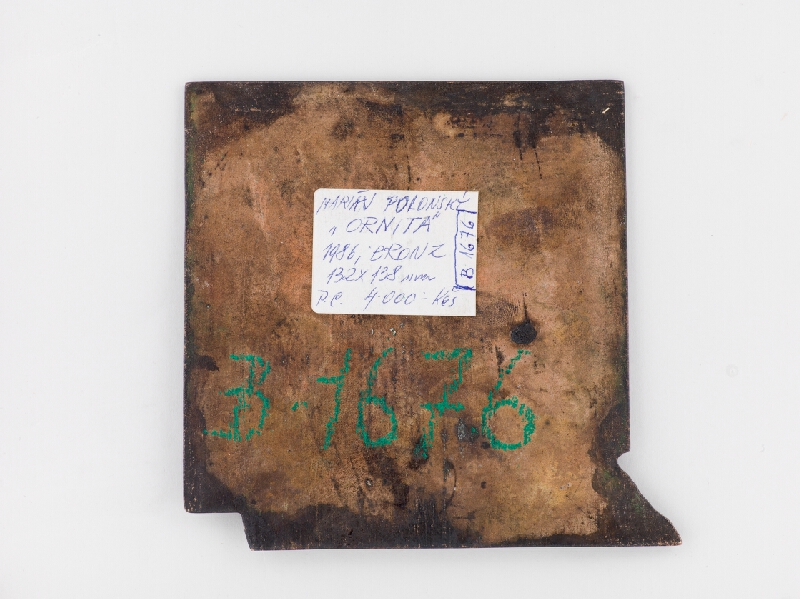 MARIÁN POLONSKÝ
"ORNITA"
1986, BRONZ
132 x 138 mm
P.C. 4.000.- Kčs
B 1676
B-1676